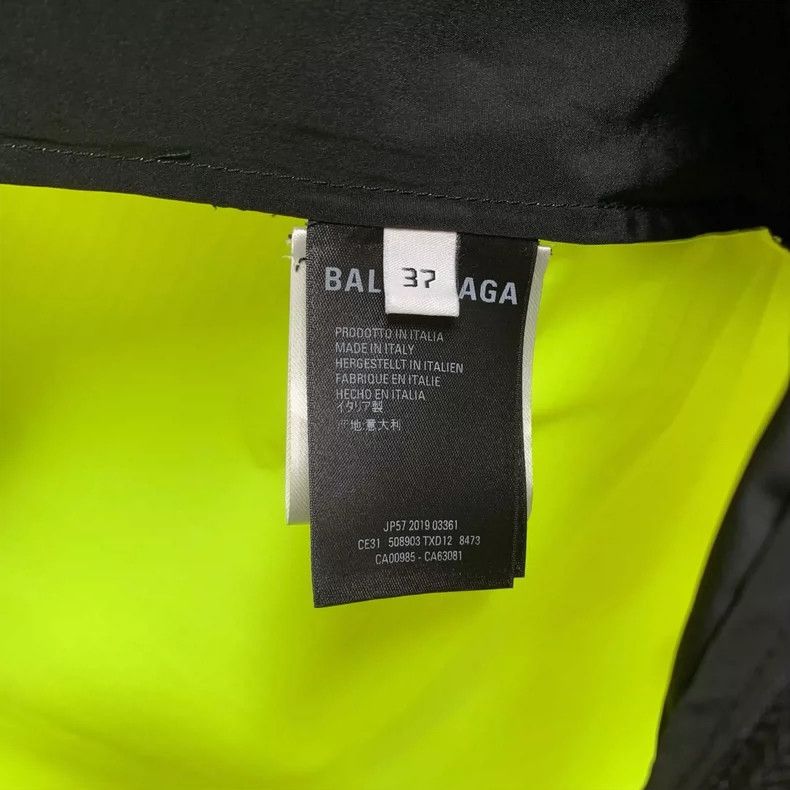 BAL 37 AGA
PRODOTTO IN ITALIA
MADE IN ITALY
HERGESTELLT IN ITALIEN
FABRIQUE EN ITALIE
HECHO EN ITALIA
イタリア製
产地:意大利
JP57 2019 03361
CE31 508903 TXD12 8473
CA00985 - CA63081